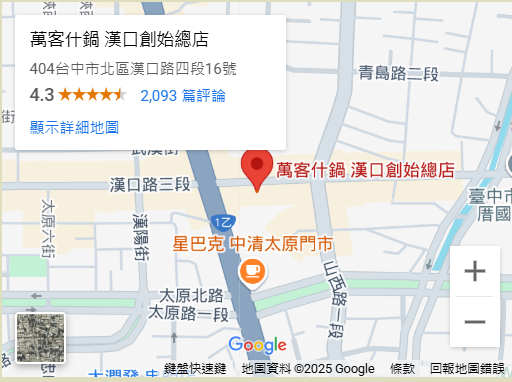 萬客什鍋 漢口創始總店
404台中市北區漢口路四段16號
4.3
2,093 篇評論
顯示詳細地圖
青島路二段
漢口路三段
萬客什鍋 漢口創始總店
太原六街
漢陽街
1乙
臺中市
星巴克 中清太原門市
山西路一段
太原北路
太原路一段
Google
鍵盤快速鍵
地圖資料 ©2025 Google
條款
回報地圖錯誤